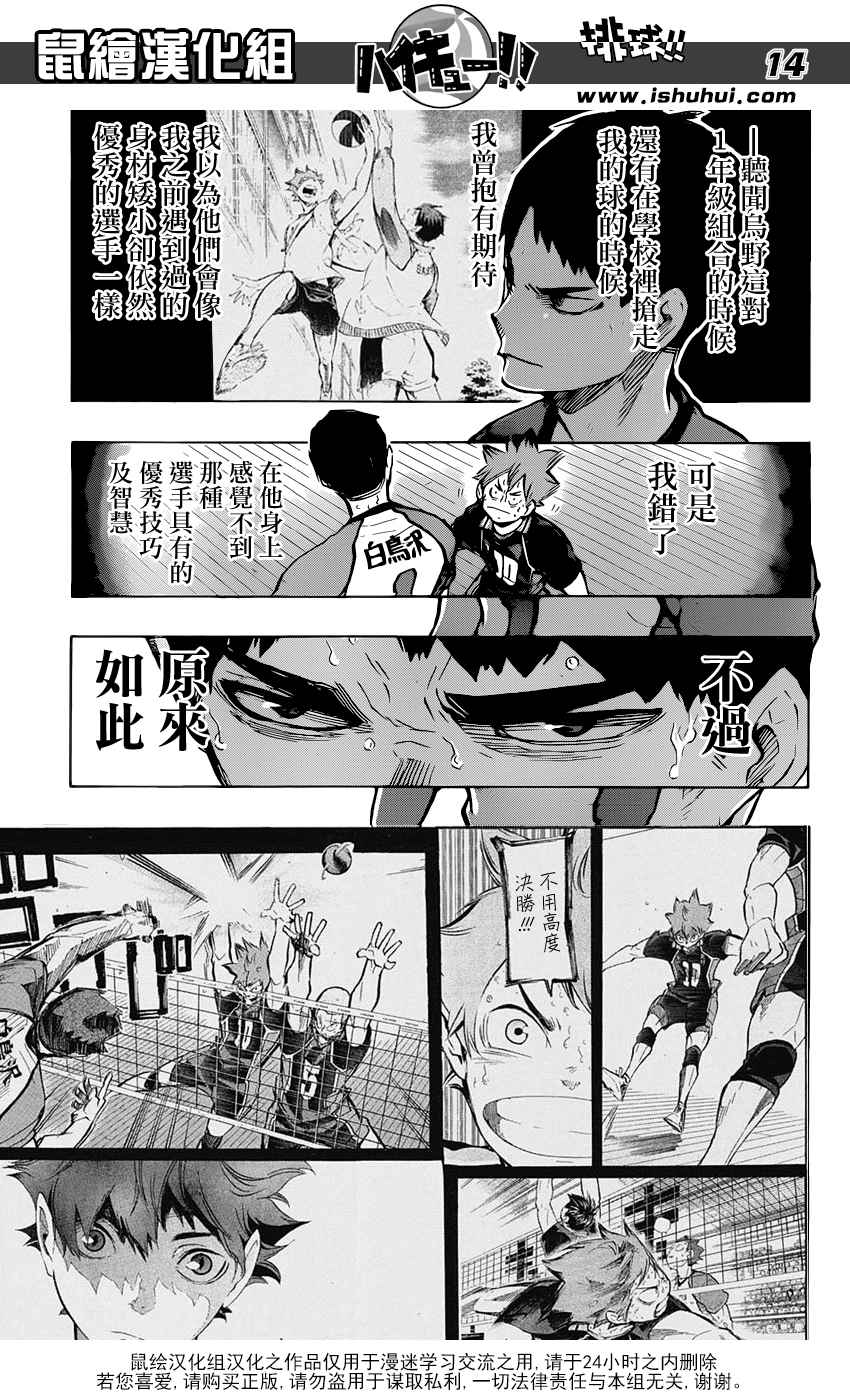 鼠繪漢化組
ハイキュー!!
排球!!
14
www.ishuhui.com
—聽聞烏野這對
1年級組合的時候
還有在學校裡搶走
我的球的時候
我曾抱有期待
我以為他們會像
我之前遇到過的
身材矮小卻依然
優秀的選手一樣
可是
我錯了
10
白鳥沢
在他身上
感覺不到
那種
選手具有的
優秀技巧
及智慧
不過
原來
如此
10
不用高度
決勝!!!
5
鼠绘汉化组汉化之作品仅用于漫迷学习交流之用, 请于24小时之内删除
若您喜爱, 请购买正版, 请勿用度于谋取私利, 一切法律责任与本组无关, 谢谢。